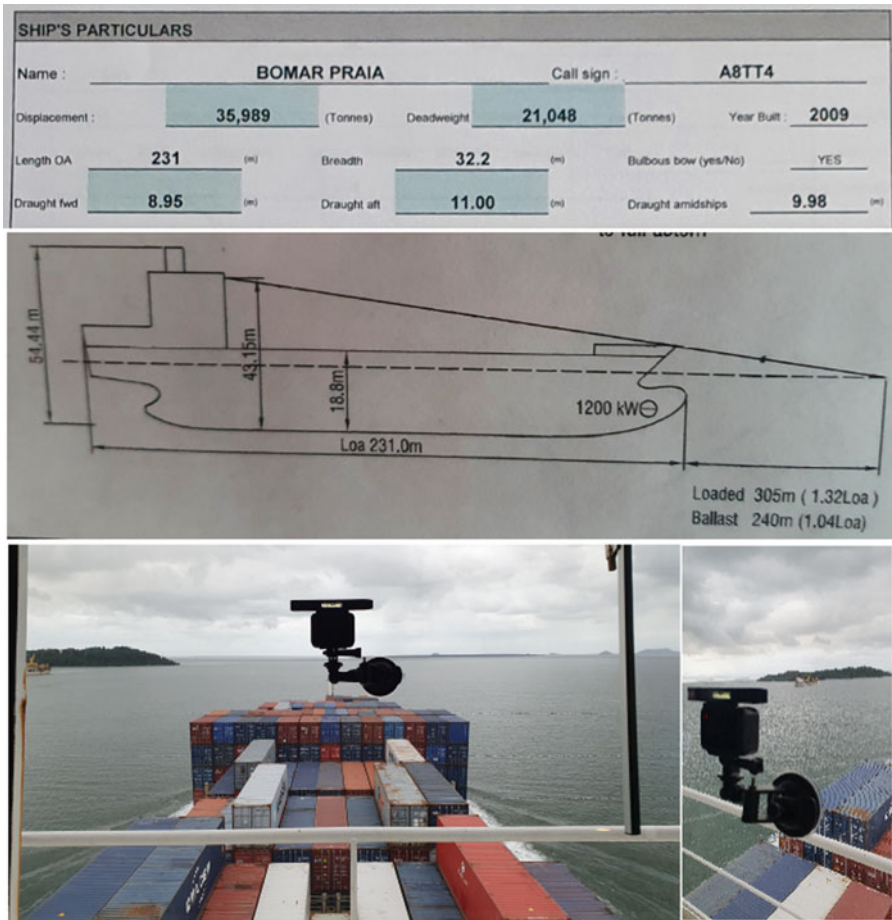 SHIP'S PARTICULARS
Name : BOMAR PRAIA Call sign : A8TT4
Displacement : 35,989 (Tonnes) Deadweight 21,048 (Tonnes) Year Built : 2009
Length OA 231 (m) Breadth 32.2 (m) Bulbous bow (yes/No) YES
Draught fwd 8.95 (m) Draught aft 11.00 (m) Draught amidships 9.98 (m)
54.44 m
43.15m
18.8m
1200 kW
Loa 231.0m
Loaded 305m ( 1.32Loa )
Ballast 240m (1.04Loa)